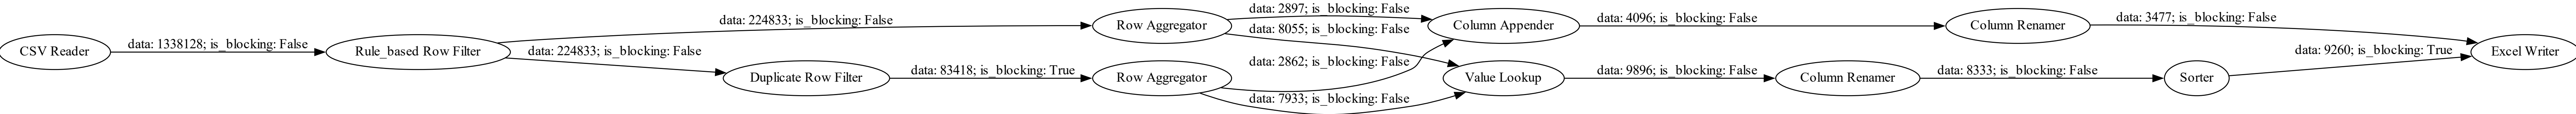 CSV Reader
data: 1338128; is_blocking: False
Rule_based Row Filter
data: 224833; is_blocking: False
data: 224833; is_blocking: False
Duplicate Row Filter
data: 83418; is_blocking: True
Row Aggregator
Row Aggregator
data: 2897; is_blocking: False
data: 8055; is_blocking: False
data: 2862; is_blocking: False
data: 7933; is_blocking: False
Column Appender
Value Lookup
data: 4096; is_blocking: False
data: 9896; is_blocking: False
Column Renamer
Column Renamer
data: 3477; is_blocking: False
data: 8333; is_blocking: False
Sorter
data: 9260; is_blocking: True
Excel Writer